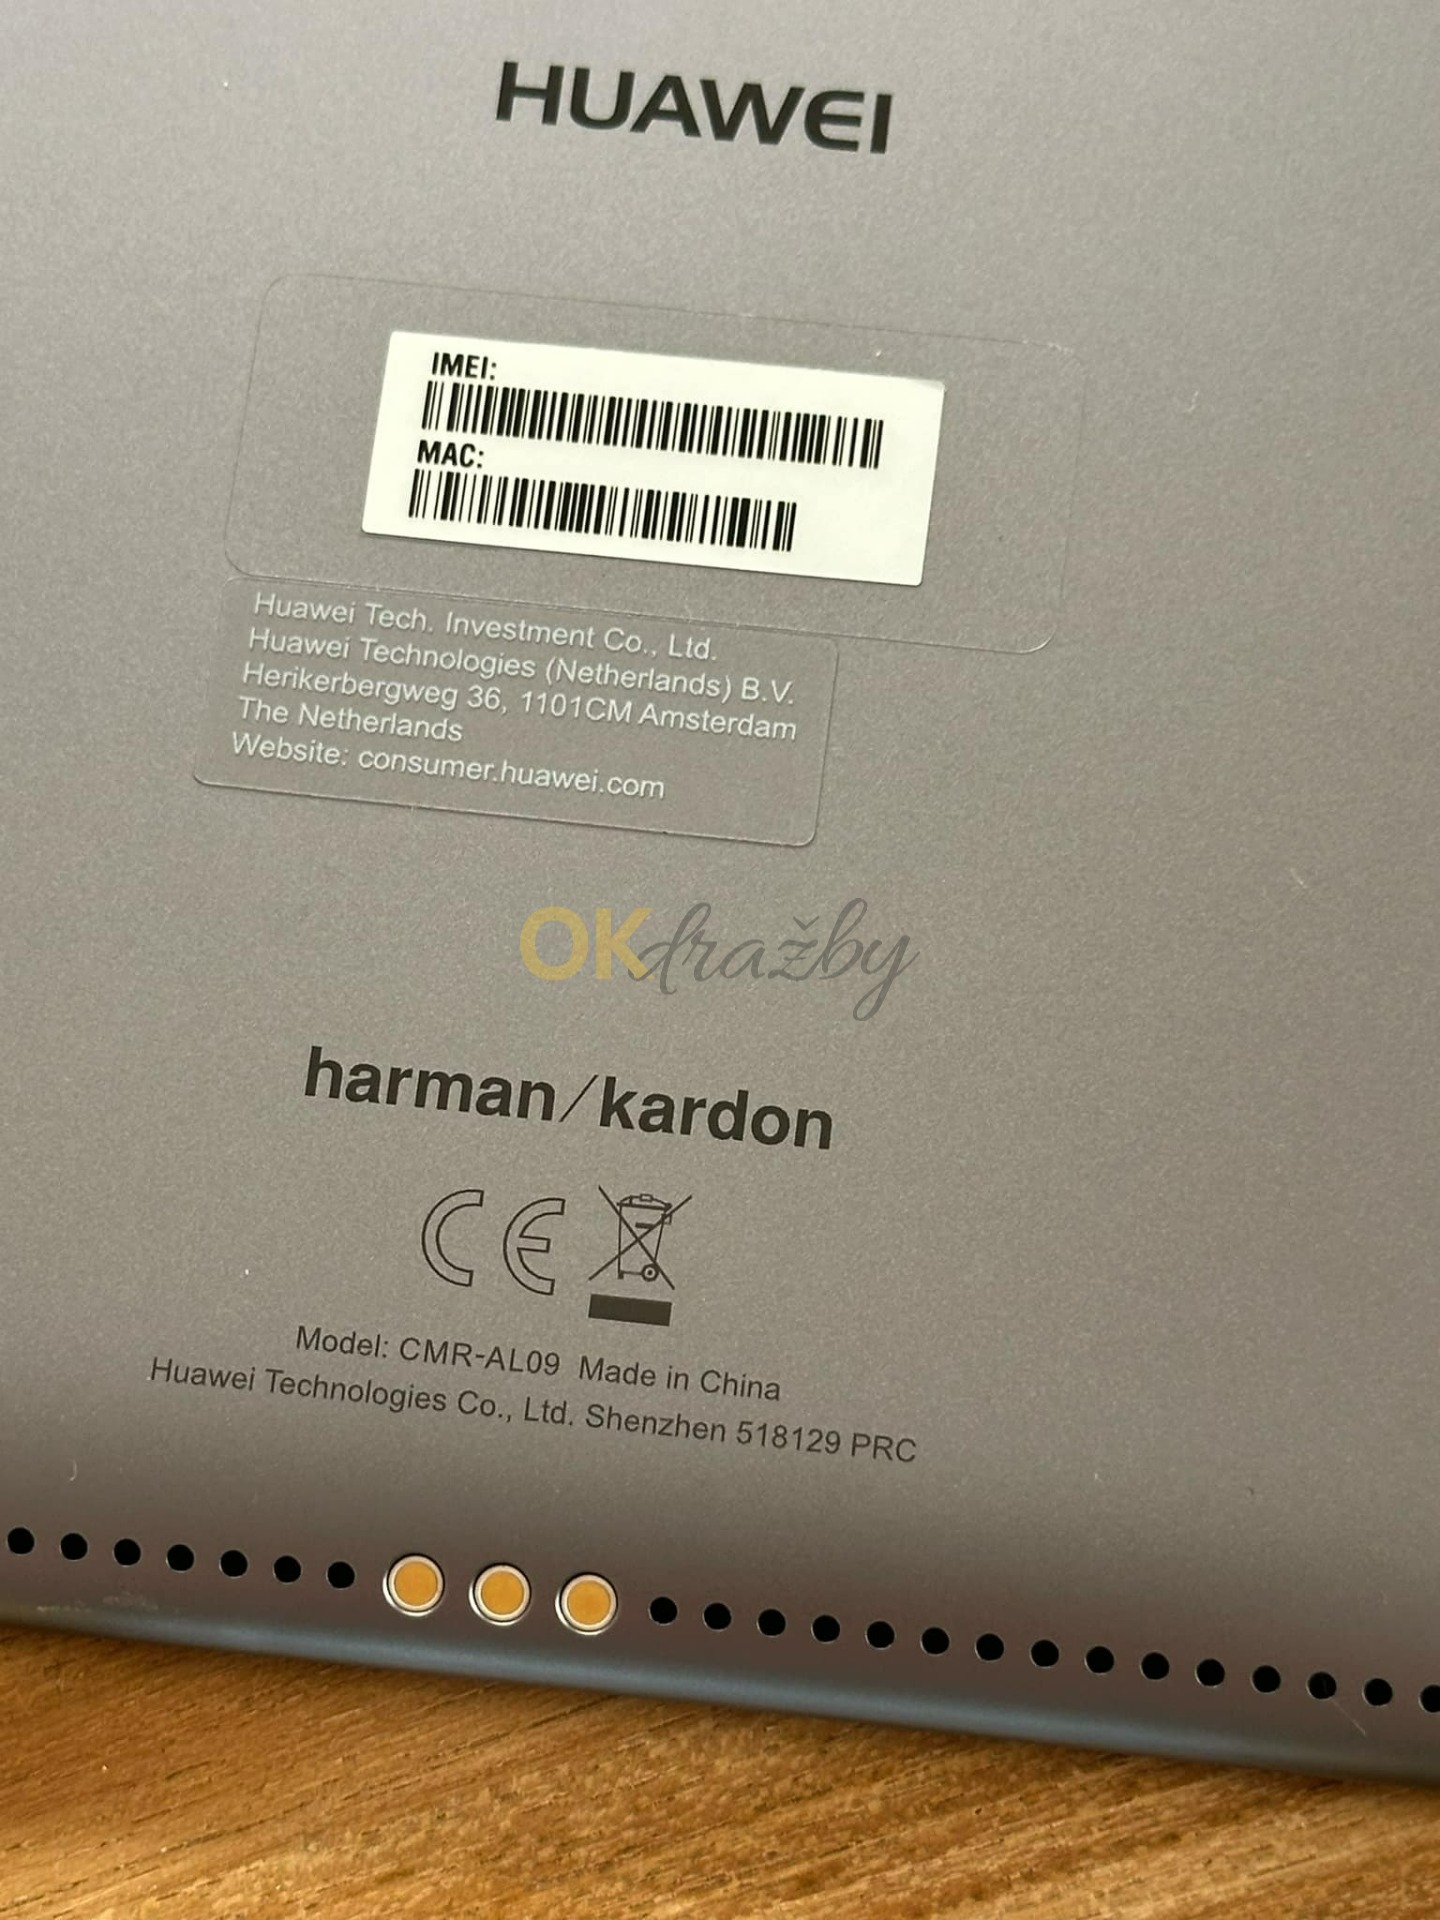 HUAWEI
IMEI:
MAC:
Huawei Tech. Investment Co., Ltd.
Huawei Technologies (Netherlands) B.V.
Herikerbergweg 36, 1101CM Amsterdam
The Netherlands
Website: consumer.huawei.com
OKdražby
harman/kardon
CE
Model: CMR-AL09 Made in China
Huawei Technologies Co., Ltd. Shenzhen 518129 PRC